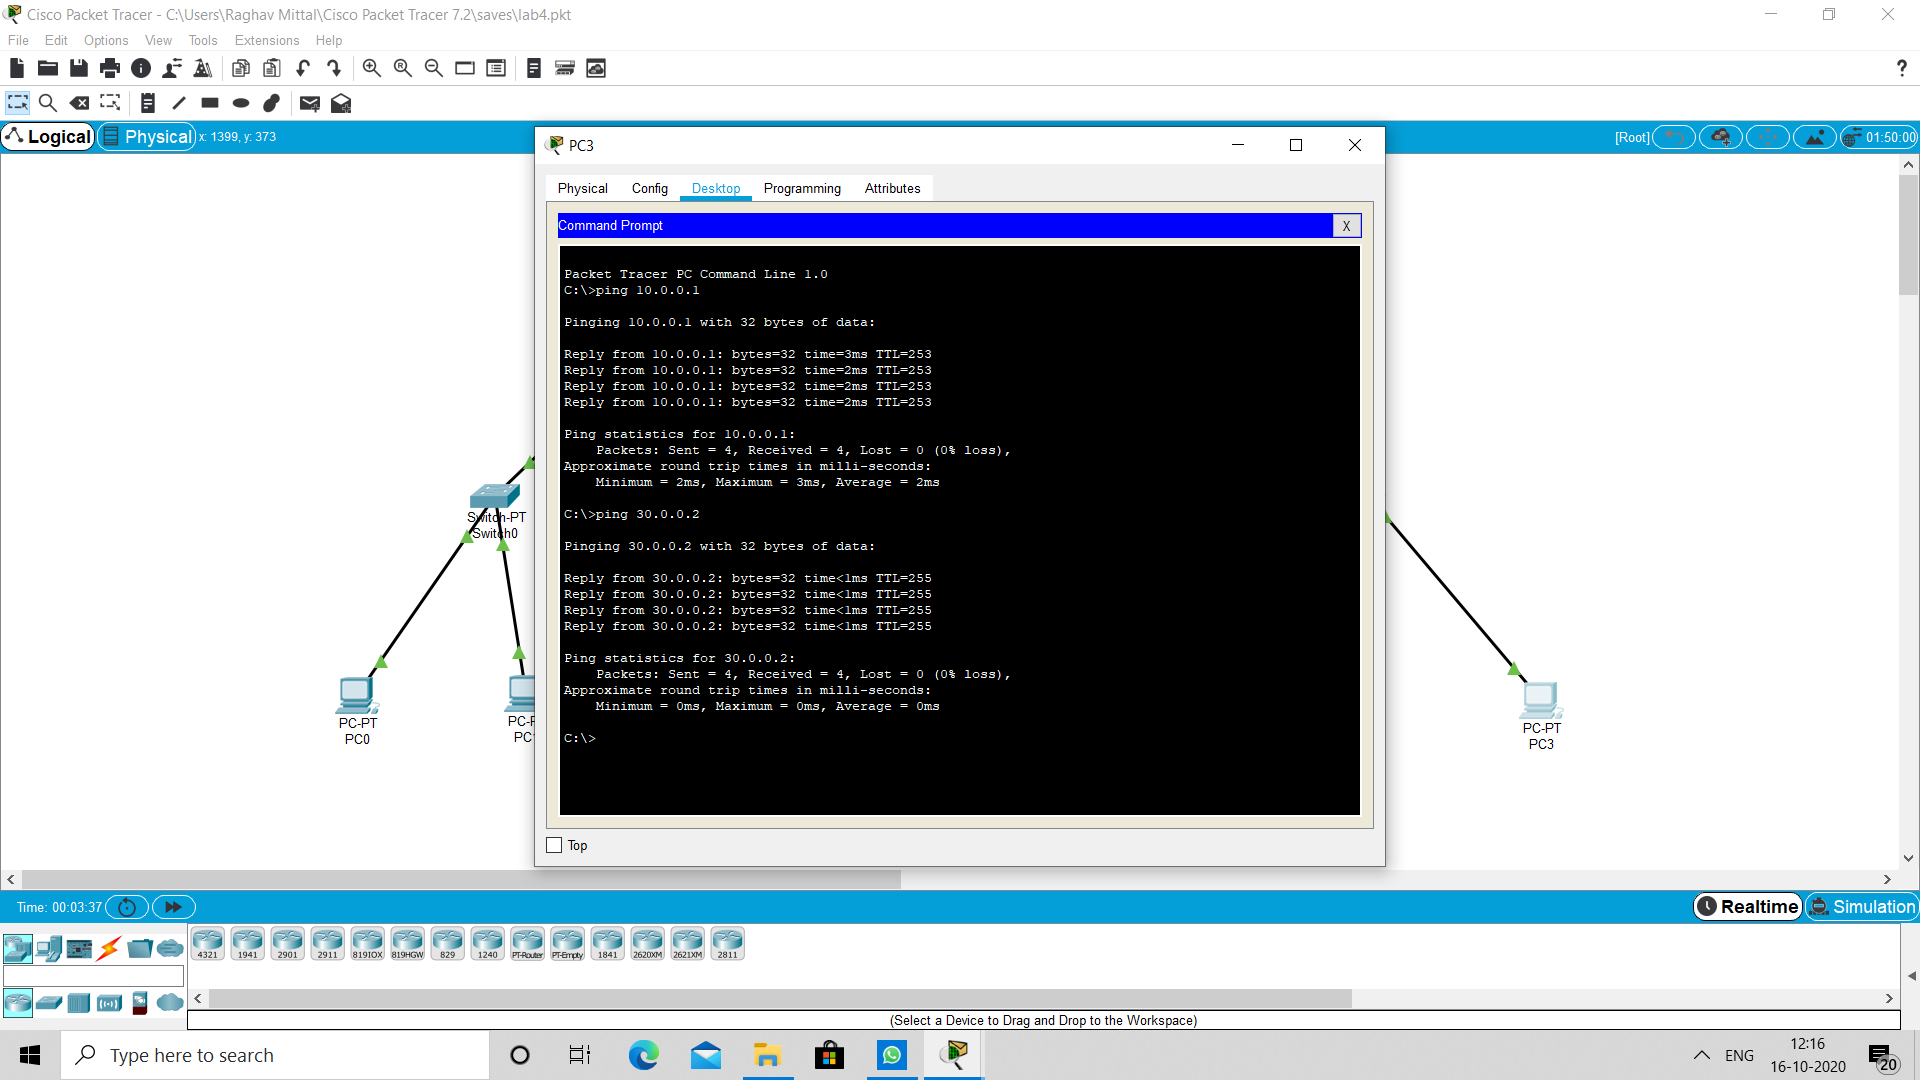 Cisco Packet Tracer - C:\Users\Raghav Mittal\Cisco Packet Tracer 7.2\saves\lab4.pkt
File Edit Options View Tools Extensions Help
?
Logical Physical x: 1399, y: 373
[Root] 01:50:00
PC3
Physical Config Desktop Programming Attributes
Command Prompt X
Packet Tracer PC Command Line 1.0
C:\>ping 10.0.0.1
Pinging 10.0.0.1 with 32 bytes of data:
Reply from 10.0.0.1: bytes=32 time=3ms TTL=253
Reply from 10.0.0.1: bytes=32 time=2ms TTL=253
Reply from 10.0.0.1: bytes=32 time=2ms TTL=253
Reply from 10.0.0.1: bytes=32 time=2ms TTL=253
Ping statistics for 10.0.0.1:
Packets: Sent = 4, Received = 4, Lost = 0 (0% loss),
Approximate round trip times in milli-seconds:
Minimum = 2ms, Maximum = 3ms, Average = 2ms
C:\>ping 30.0.0.2
Pinging 30.0.0.2 with 32 bytes of data:
Reply from 30.0.0.2: bytes=32 time<1ms TTL=255
Reply from 30.0.0.2: bytes=32 time<1ms TTL=255
Reply from 30.0.0.2: bytes=32 time<1ms TTL=255
Reply from 30.0.0.2: bytes=32 time<1ms TTL=255
Ping statistics for 30.0.0.2:
Packets: Sent = 4, Received = 4, Lost = 0 (0% loss),
Approximate round trip times in milli-seconds:
Minimum = 0ms, Maximum = 0ms, Average = 0ms
C:\>
Top
Switch-PT
Switch0
PC-PT
PC0
PC-P
PC1
PC-PT
PC3
Time: 00:03:37
Realtime Simulation
4321 1941 2901 2911 819IOX 819HGW 829 1240 PT-Router PT-Empty 1841 2620XM 2621XM 2811
(Select a Device to Drag and Drop to the Workspace)
Type here to search
ENG
12:16
16-10-2020
20